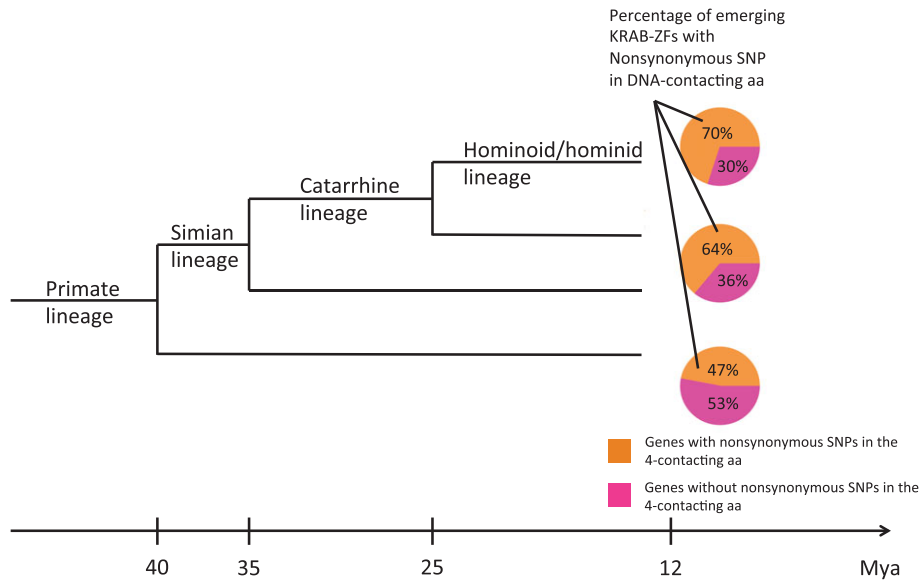 Percentage of emerging
KRAB-ZFs with
Nonsynonymous SNP
in DNA-contacting aa
70%
30%
Hominoid/hominid
lineage
Catarrhine
lineage
Simian
lineage
64%
36%
Primate
lineage
47%
53%
Genes with nonsynonymous SNPs in the
4-contacting aa
Genes without nonsynonymous SNPs in the
4-contacting aa
40
35
25
12
Mya